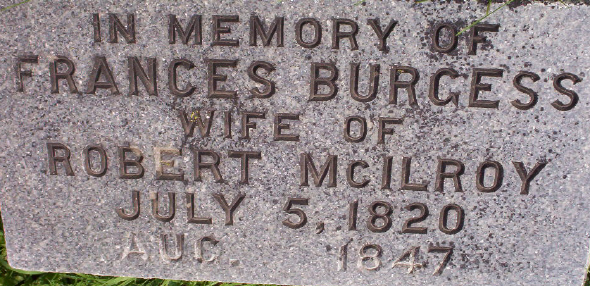 IN MEMORY OF
FRANCES BURGESS
WIFE OF
ROBERT McILROY
JULY 5, 1820
AUG. 1847